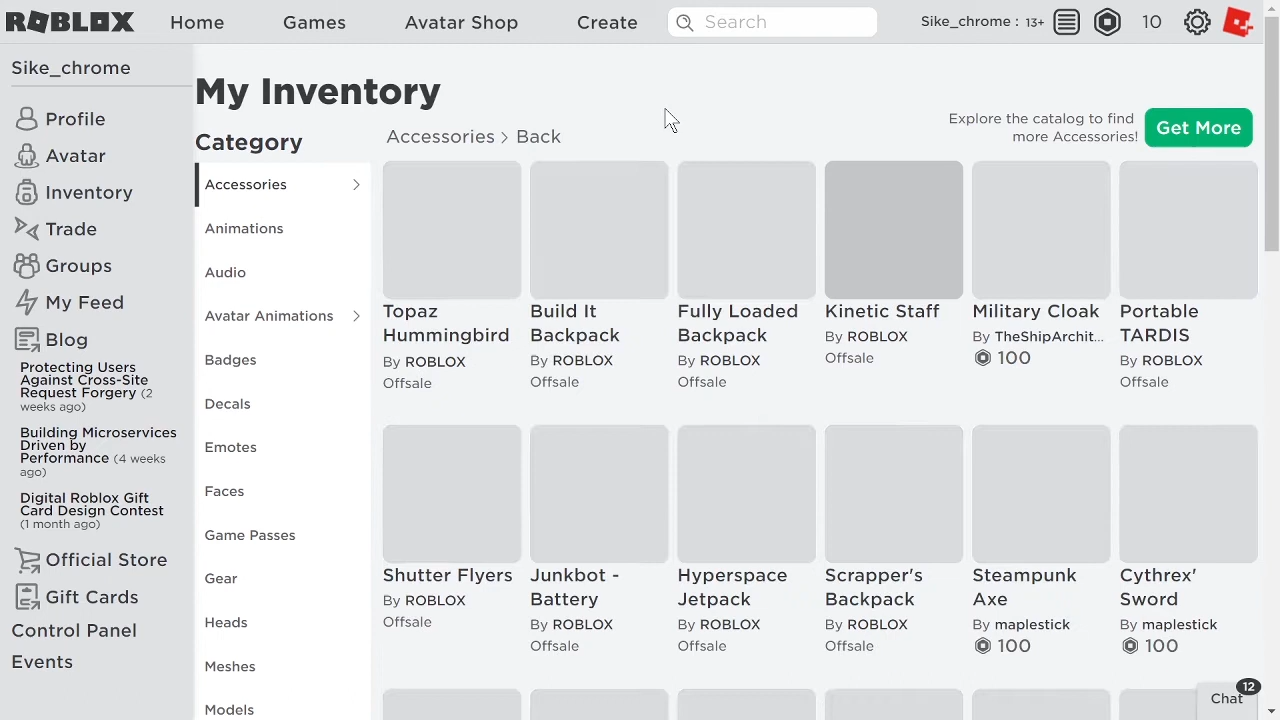 ROBLOX
Home
Games
Avatar Shop
Create
Search
Sike_chrome : 13+
10
Sike_chrome
Profile
Avatar
Inventory
Trade
Groups
My Feed
Blog
Protecting Users
Against Cross-Site
Request Forgery (2
weeks ago)
Building Microservices
Driven by
Performance (4 weeks
ago)
Digital Roblox Gift
Card Design Contest
(1 month ago)
Official Store
Gift Cards
Control Panel
Events
My Inventory
Category
Accessories
Animations
Audio
Avatar Animations
Badges
Decals
Emotes
Faces
Game Passes
Gear
Heads
Meshes
Models
Accessories > Back
Explore the catalog to find
more Accessories!
Get More
Topaz
Hummingbird
By ROBLOX
Offsale
Build It
Backpack
By ROBLOX
Offsale
Fully Loaded
Backpack
By ROBLOX
Offsale
Kinetic Staff
By ROBLOX
Offsale
Military Cloak
By TheShipArchit...
100
Portable
TARDIS
By ROBLOX
Offsale
Shutter Flyers
By ROBLOX
Offsale
Junkbot -
Battery
By ROBLOX
Offsale
Hyperspace
Jetpack
By ROBLOX
Offsale
Scrapper's
Backpack
By ROBLOX
Offsale
Steampunk
Axe
By maplestick
100
Cythrex'
Sword
By maplestick
100
Chat
12